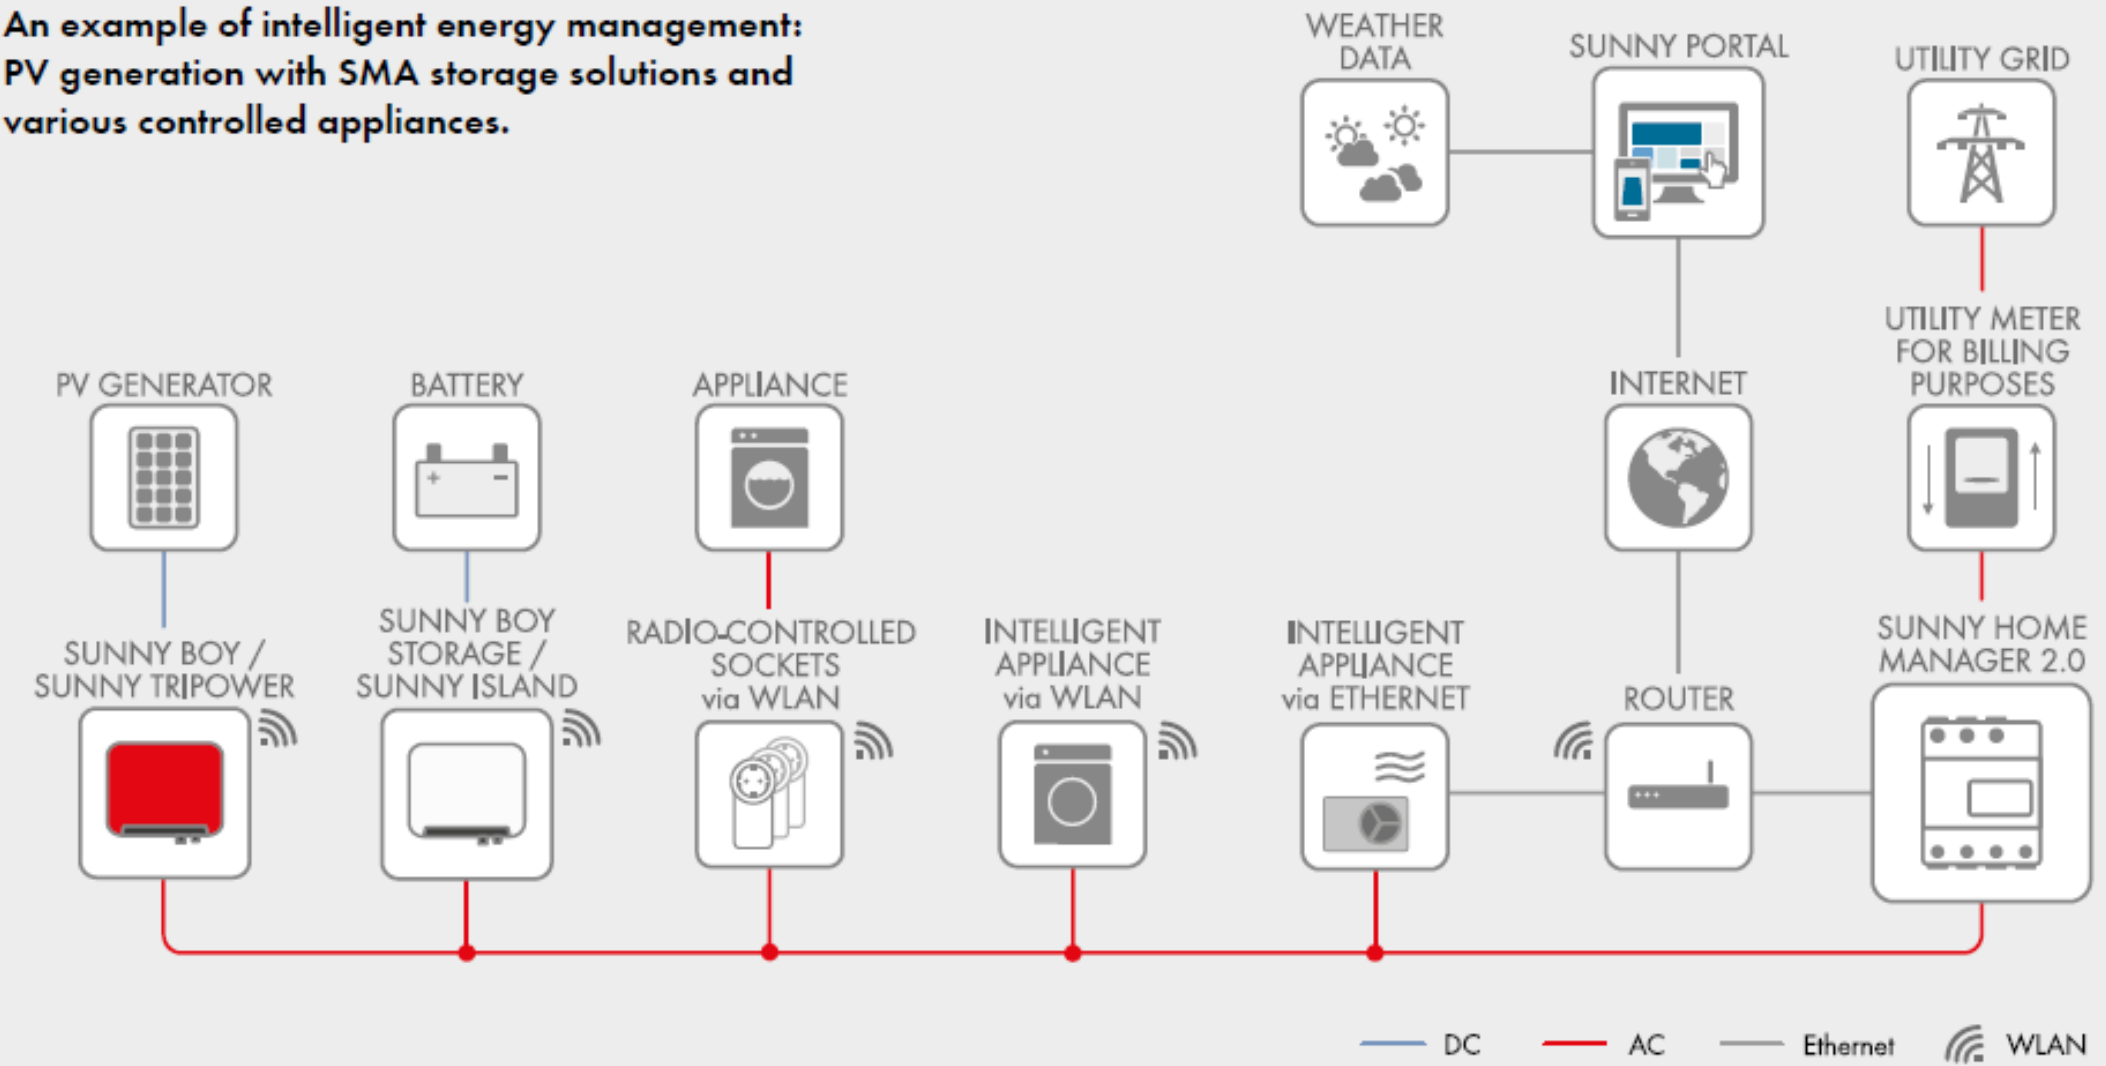 An example of intelligent energy management:
PV generation with SMA storage solutions and
various controlled appliances.
WEATHER
DATA
SUNNY PORTAL
UTILITY GRID
UTILITY METER
FOR BILLING
PURPOSES
PV GENERATOR
BATTERY
APPLIANCE
INTERNET
SUNNY BOY /
SUNNY TRIPOWER
SUNNY BOY
STORAGE /
SUNNY ISLAND
RADIO-CONTROLLED
SOCKETS
via WLAN
INTELLIGENT
APPLIANCE
via WLAN
INTELLIGENT
APPLIANCE
via ETHERNET
ROUTER
SUNNY HOME
MANAGER 2.0
DC
AC
Ethernet
WLAN